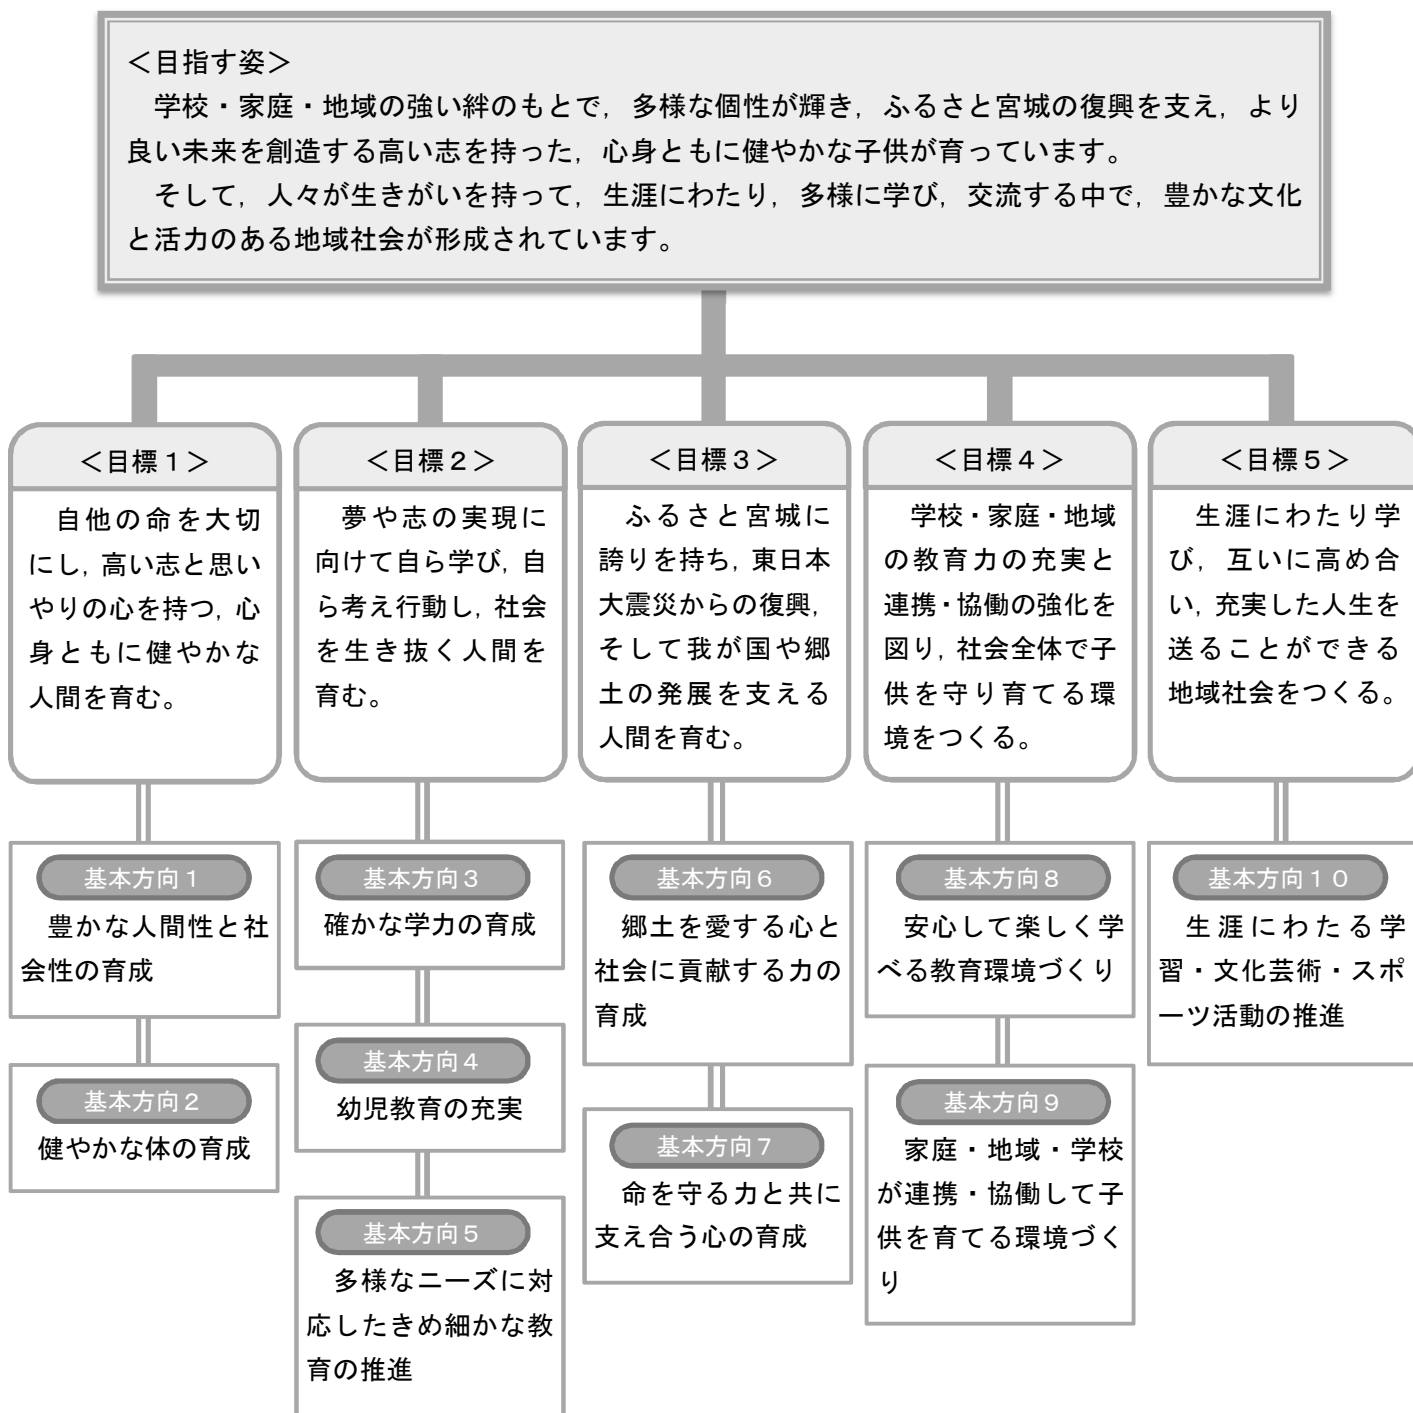 ＜目指す姿＞
　学校・家庭・地域の強い絆のもとで，多様な個性が輝き，ふるさと宮城の復興を支え，より
良い未来を創造する高い志を持った，心身ともに健やかな子供が育っています。
　そして，人々が生きがいを持って，生涯にわたり，多様に学び，交流する中で，豊かな文化
と活力のある地域社会が形成されています。
＜目標１＞
　自他の命を大切
にし，高い志と思い
やりの心を持つ，心
身ともに健やかな
人間を育む。
＜目標２＞
　夢や志の実現に
向けて自ら学び，自
ら考え行動し，社会
を生き抜く人間を
育む。
＜目標３＞
　ふるさと宮城に
誇りを持ち，東日本
大震災からの復興，
そして我が国や郷
土の発展を支える
人間を育む。
＜目標４＞
　学校・家庭・地域
の教育力の充実と
連携・協働の強化を
図り，社会全体で子
供を守り育てる環
境をつくる。
＜目標５＞
　生涯にわたり学
び，互いに高め合
い，充実した人生を
送ることができる
地域社会をつくる。
基本方向１
　豊かな人間性と社
会性の育成
基本方向２
健やかな体の育成
基本方向３
確かな学力の育成
基本方向４
幼児教育の充実
基本方向５
　多様なニーズに対
応したきめ細かな教
育の推進
基本方向６
　郷土を愛する心と
社会に貢献する力の
育成
基本方向７
　命を守る力と共に
支え合う心の育成
基本方向８
　安心して楽しく学
べる教育環境づくり
基本方向９
　家庭・地域・学校
が連携・協働して子
供を育てる環境づく
り
基本方向１０
　生涯にわたる学
習・文化芸術・スポ
ーツ活動の推進